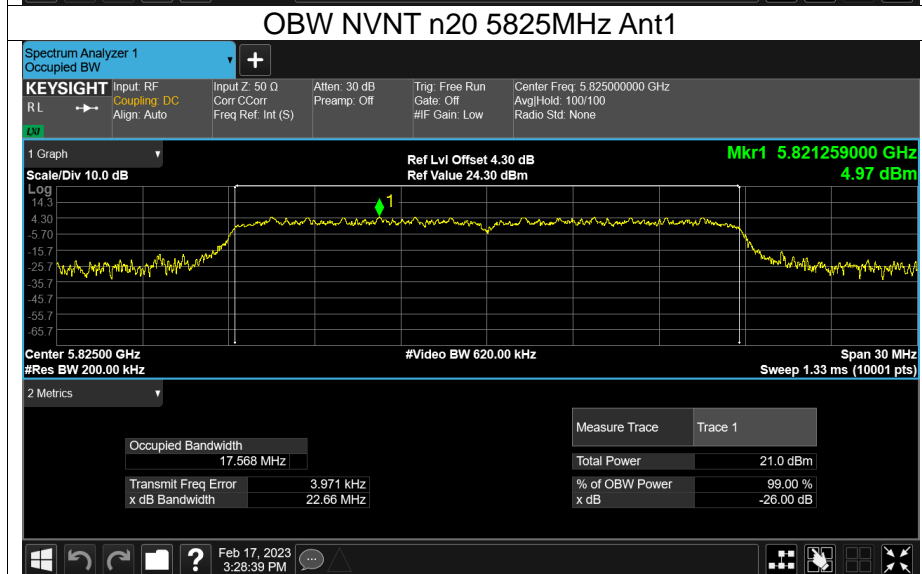 OBW NVNT n20 5825MHz Ant1
Spectrum Analyzer 1
Occupied BW
KEYSIGHT
R L
LXI
Input: RF
Coupling: DC
Align: Auto
Input Z: 50 Ω
Corr CCorr
Freq Ref: Int (S)
Atten: 30 dB
Preamp: Off
Trig: Free Run
Gate: Off
#IF Gain: Low
Center Freq: 5.825000000 GHz
Avg|Hold: 100/100
Radio Std: None
1 Graph
Scale/Div 10.0 dB
Ref Lvl Offset 4.30 dB
Ref Value 24.30 dBm
Mkr1 5.821259000 GHz
4.97 dBm
Log
14.3
4.30
-5.70
-15.7
-25.7
-35.7
-45.7
-55.7
-65.7
1
Center 5.82500 GHz
#Res BW 200.00 kHz
#Video BW 620.00 kHz
Span 30 MHz
Sweep 1.33 ms (10001 pts)
2 Metrics
Occupied Bandwidth
17.568 MHz
Transmit Freq Error 3.971 kHz
x dB Bandwidth 22.66 MHz
Measure Trace Trace 1
Total Power 21.0 dBm
% of OBW Power 99.00 %
x dB -26.00 dB
?
Feb 17, 2023
3:28:39 PM